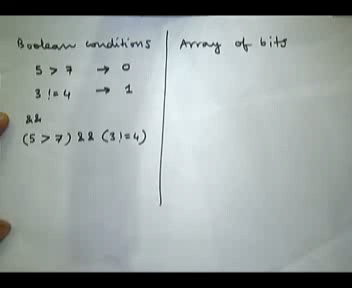 Boolean conditions
5 > 7 → 0
3 != 4 → 1
&&
(5 > 7) && (3 != 4)
Array of bits